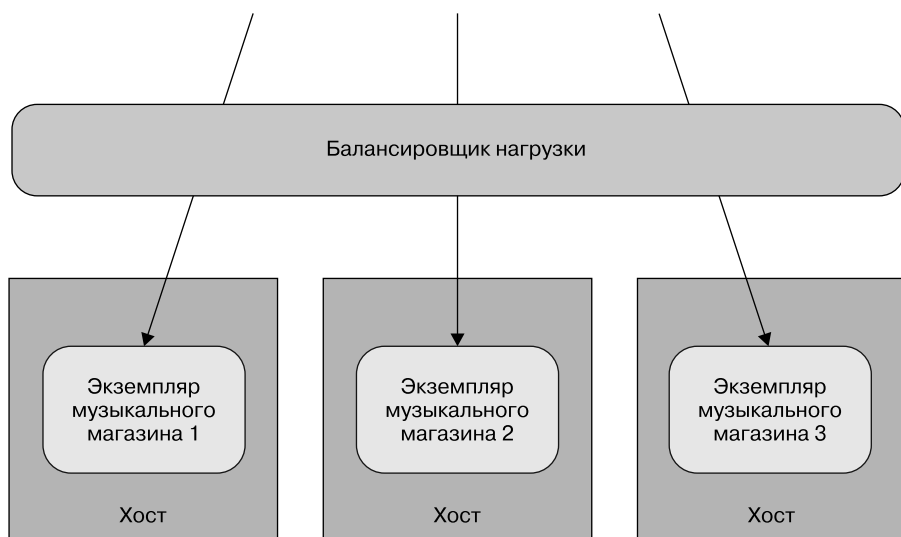 Балансировщик нагрузки
Экземпляр
музыкального
магазина 1
Экземпляр
музыкального
магазина 2
Экземпляр
музыкального
магазина 3
Хост
Хост
Хост